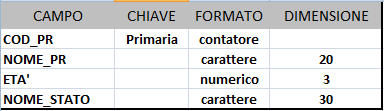 CAMPO CHIAVE FORMATO DIMENSIONE
COD_PR Primaria contatore
NOME_PR carattere 20
ETA' numerico 3
NOME_STATO carattere 30